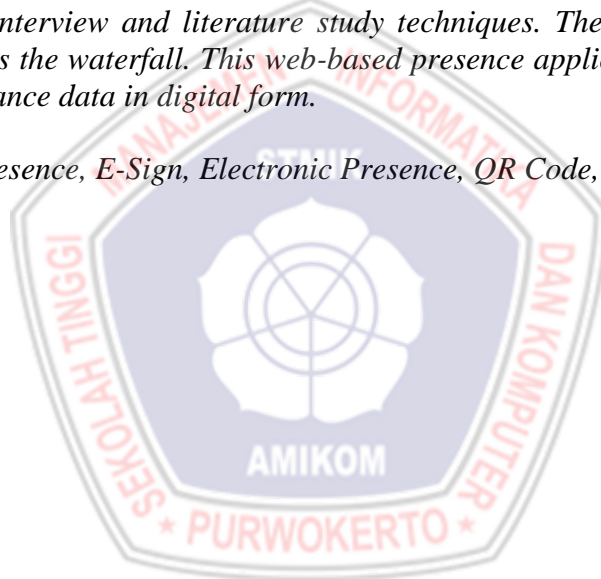 nterview and literature study techniques. The
s the waterfall. This web-based presence appli
ance data in digital form.
esence, E-Sign, Electronic Presence, QR Code,
SEKOLAH TINGGI MANAJEMEN INFORMATIKA DAN KOMPUTER
STMIK
AMIKOM
* PURWOKERTO *